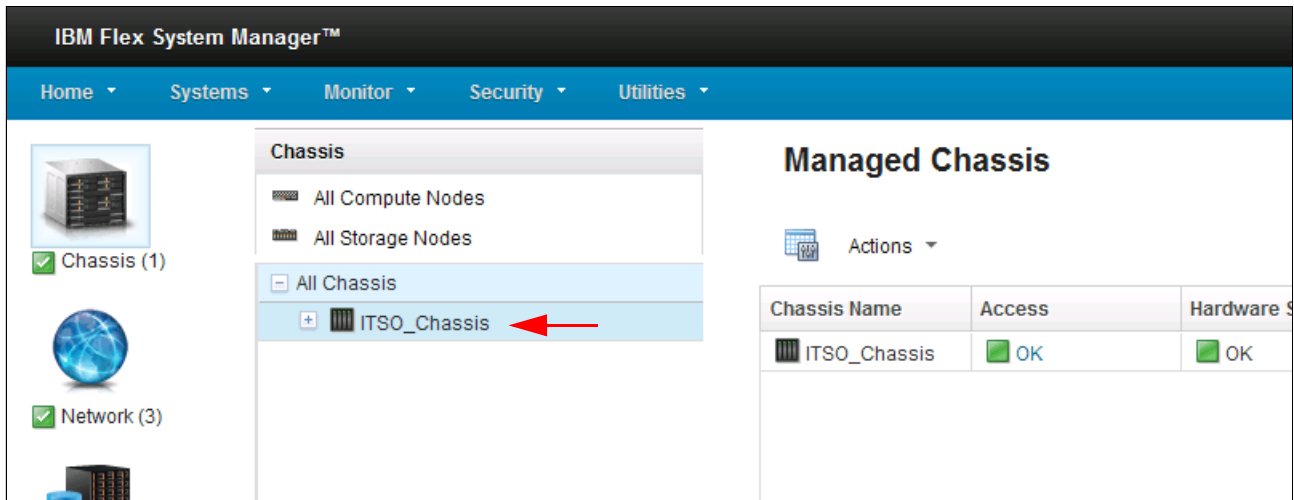 IBM Flex System Manager™
Home Systems Monitor Security Utilities
Chassis (1)
Network (3)
Chassis
All Compute Nodes
All Storage Nodes
All Chassis
ITSO_Chassis
Managed Chassis
Actions
Chassis Name Access Hardware
ITSO_Chassis OK OK